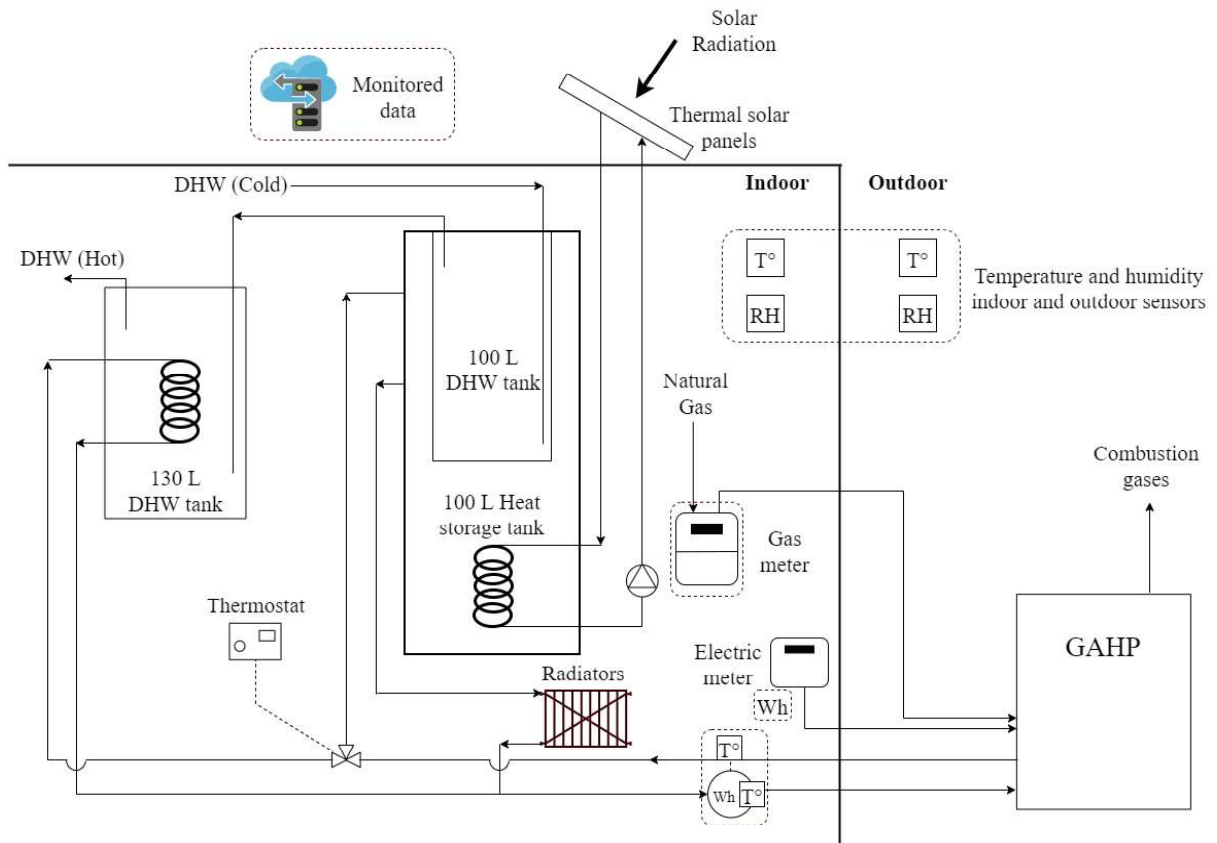 Solar
Radiation
Monitored
data
Thermal solar
panels
DHW (Cold)
Indoor
Outdoor
DHW (Hot)
T°
T°
Temperature and humidity
indoor and outdoor sensors
RH
RH
100 L
DHW tank
Natural
Gas
130 L
DHW tank
100 L Heat
storage tank
Combustion
gases
Gas
meter
Thermostat
GAHP
Electric
meter
Radiators
Wh
T°
Wh
T°